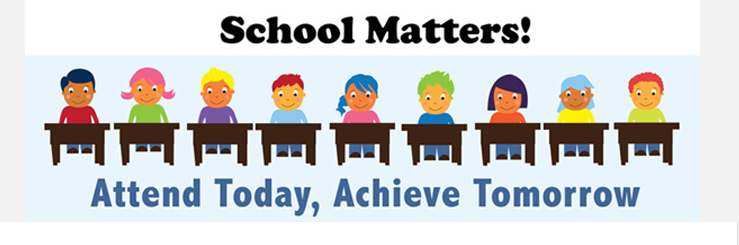 School Matters!
Attend Today, Achieve Tomorrow